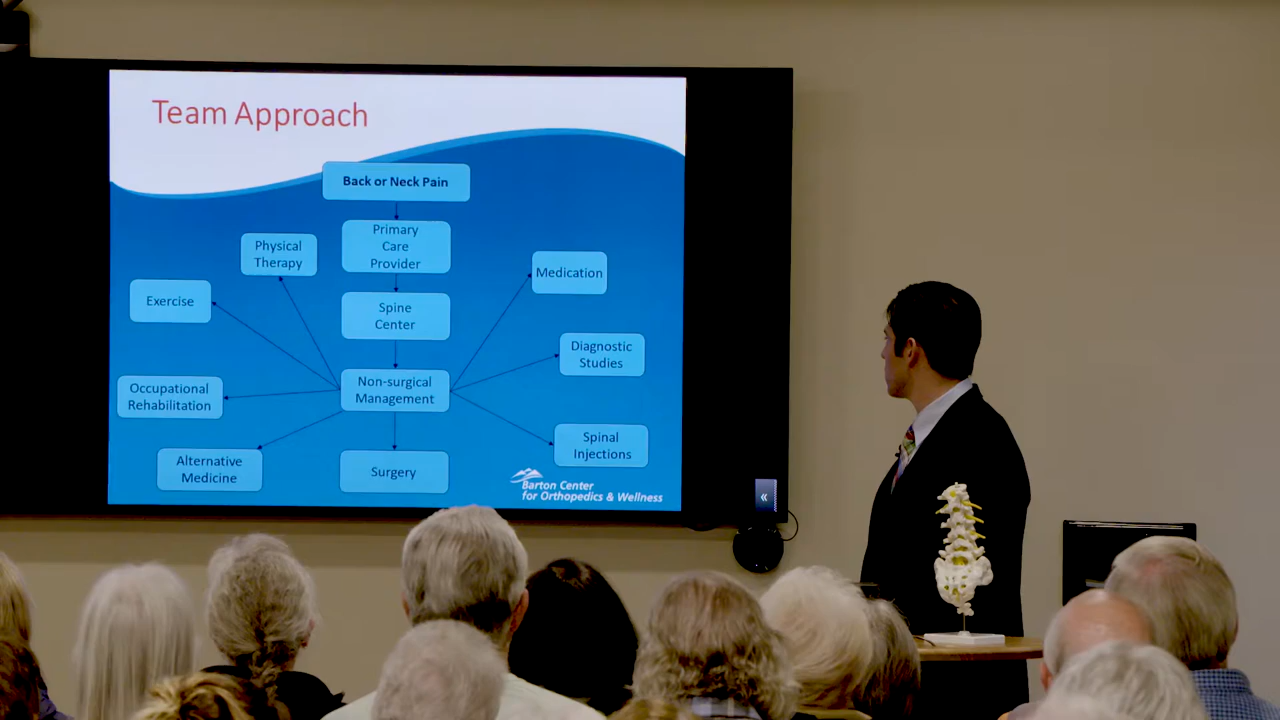 Team Approach
Back or Neck Pain
Primary
Care
Provider
Physical
Therapy
Medication
Exercise
Spine
Center
Diagnostic
Studies
Non-surgical
Management
Occupational
Rehabilitation
Spinal
Injections
Alternative
Medicine
Surgery
Barton Center
for Orthopedics & Wellness
«